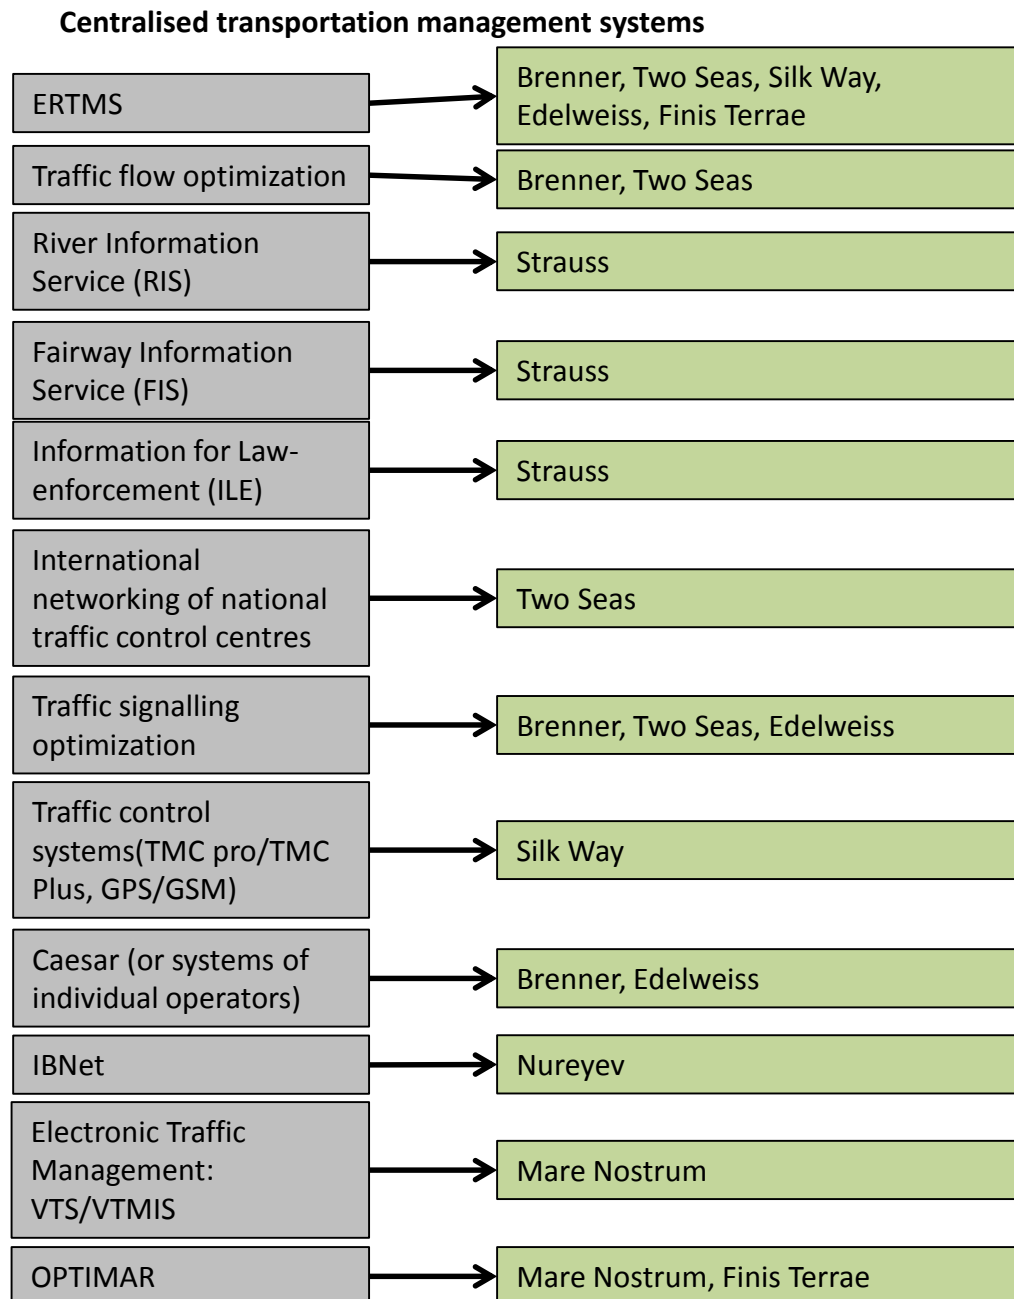 Centralised transportation management systems
ERTMS
Brenner, Two Seas, Silk Way,
Edelweiss, Finis Terrae
Traffic flow optimization
Brenner, Two Seas
River Information
Service (RIS)
Strauss
Fairway Information
Service (FIS)
Strauss
Information for Law-
enforcement (ILE)
Strauss
International
networking of national
traffic control centres
Two Seas
Traffic signalling
optimization
Brenner, Two Seas, Edelweiss
Traffic control
systems(TMC pro/TMC
Plus, GPS/GSM)
Silk Way
Caesar (or systems of
individual operators)
Brenner, Edelweiss
IBNet
Nureyev
Electronic Traffic
Management:
VTS/VTMIS
Mare Nostrum
OPTIMAR
Mare Nostrum, Finis Terrae